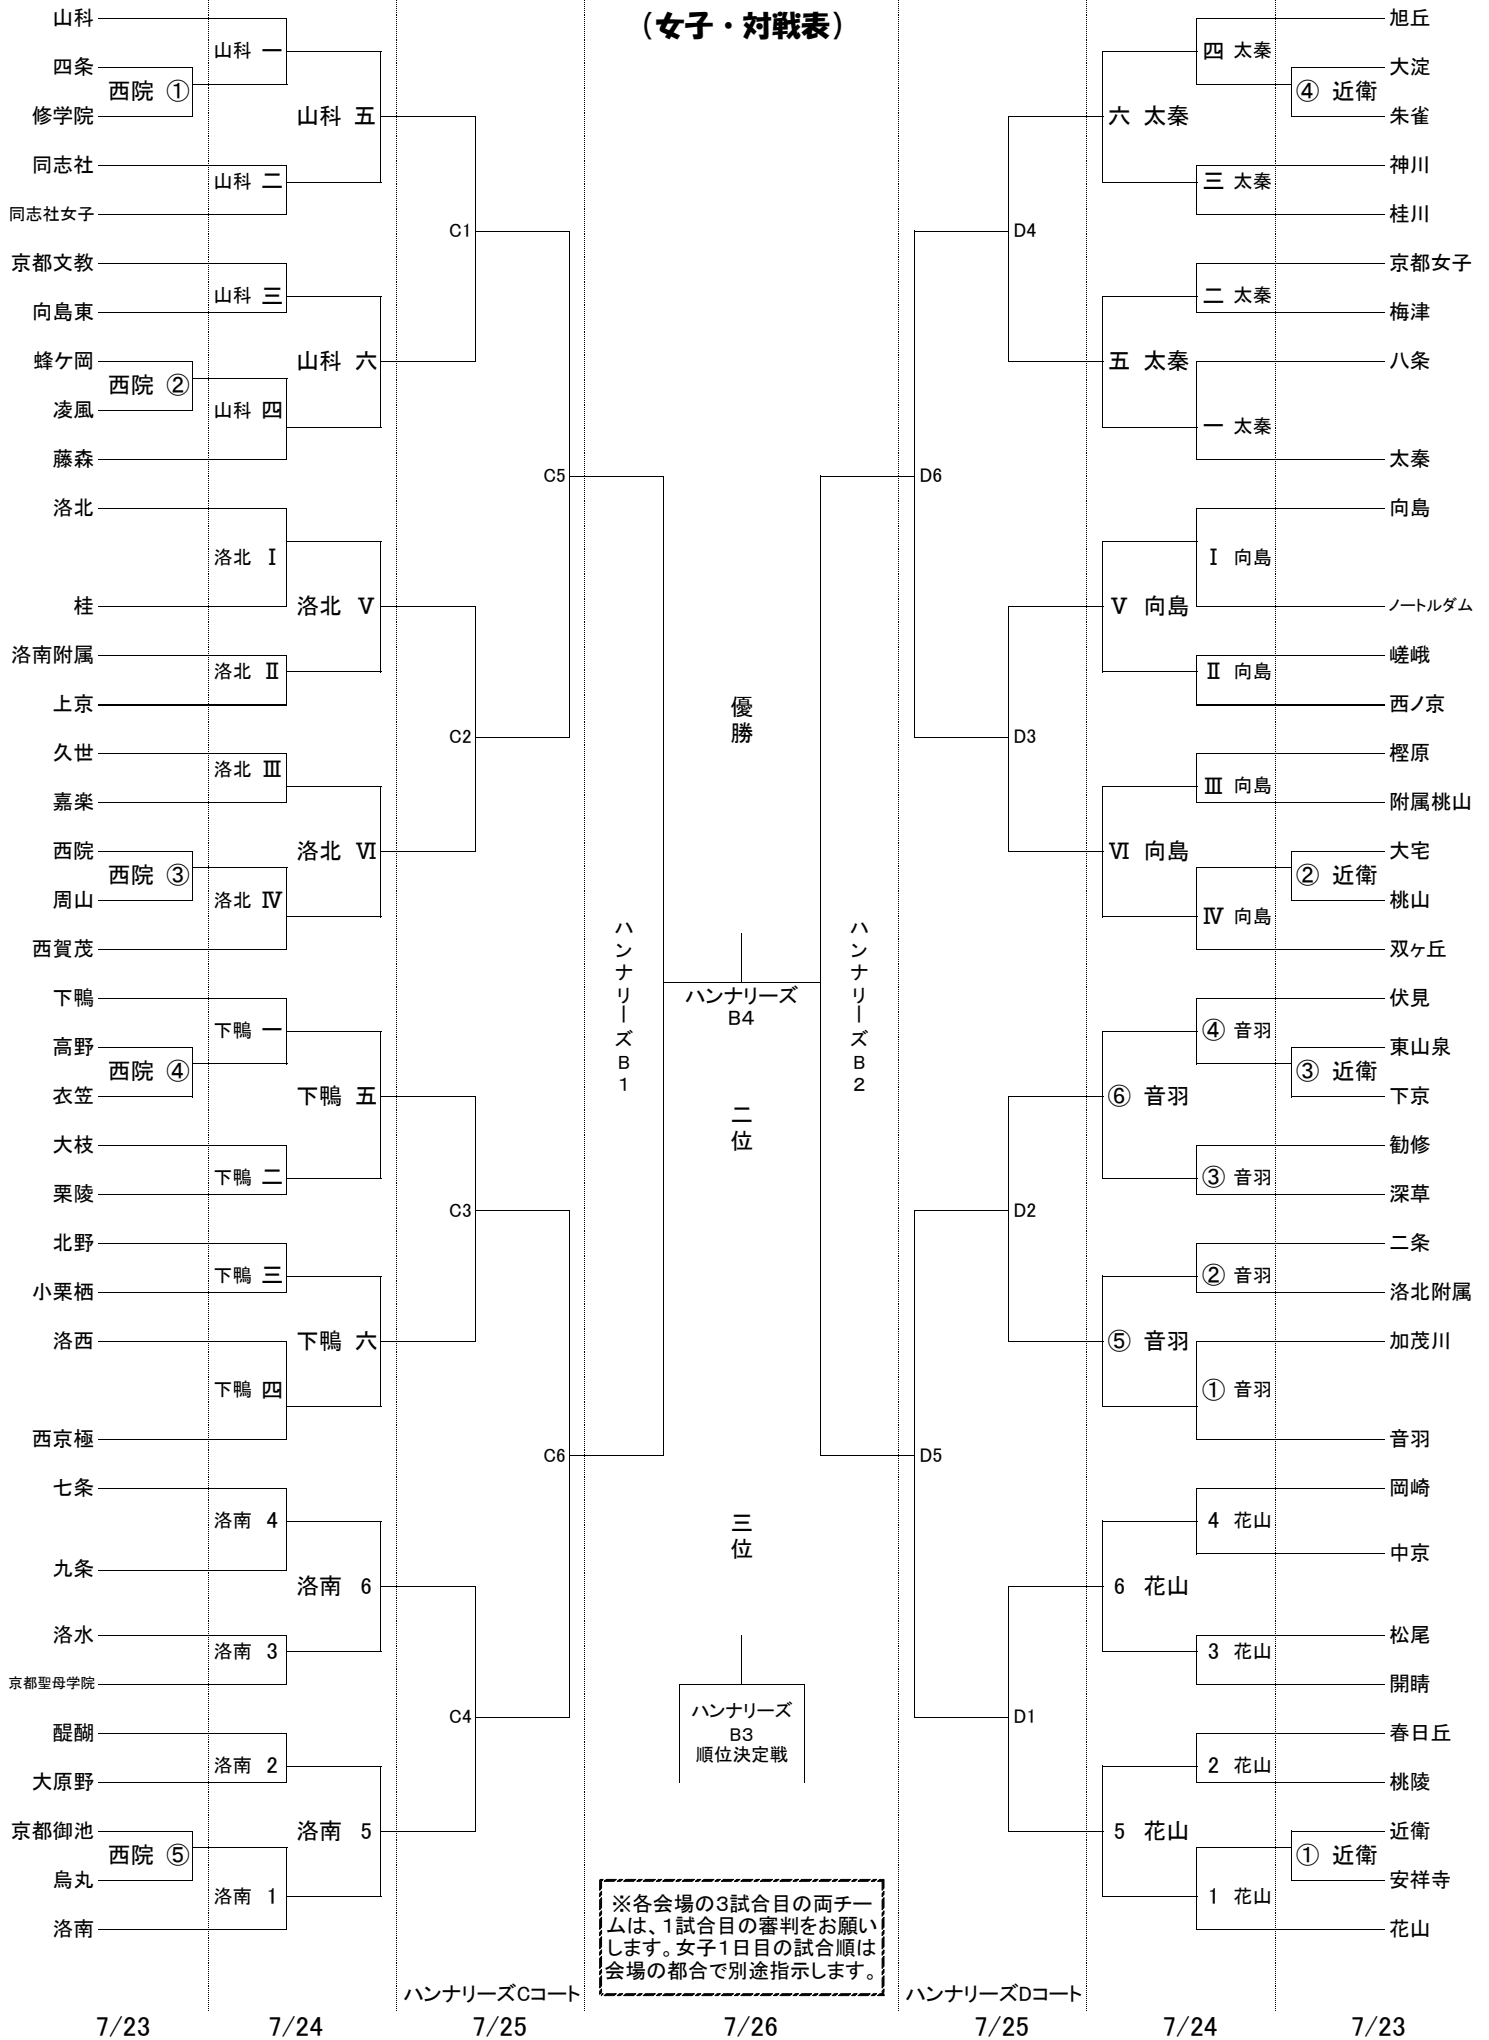 （女子・対戦表）
山科
四条
修学院
同志社
同志社女子
京都文教
向島東
蜂ケ岡
凌風
藤森
洛北
桂
洛南附属
上京
久世
嘉楽
西院
周山
西賀茂
下鴨
高野
衣笠
大枝
栗陵
北野
小栗栖
洛西
西京極
七条
九条
洛水
京都聖母学院
醍醐
大原野
京都御池
烏丸
洛南
西院 ①
西院 ②
西院 ③
西院 ④
西院 ⑤
山科 一
山科 二
山科 三
山科 四
洛北 Ⅰ
洛北 Ⅱ
洛北 Ⅲ
洛北 Ⅳ
下鴨 一
下鴨 二
下鴨 三
下鴨 四
洛南 4
洛南 3
洛南 2
洛南 1
山科 五
山科 六
洛北 Ⅴ
洛北 Ⅵ
下鴨 五
下鴨 六
洛南 6
洛南 5
C1
C2
C3
C4
C5
C6
ハンナリーズB1
優勝
ハンナリーズ
B4
二位
三位
ハンナリーズ
B3
順位決定戦
ハンナリーズB2
D6
D5
D4
D3
D2
D1
六 太秦
五 太秦
Ⅴ 向島
Ⅵ 向島
⑥ 音羽
⑤ 音羽
6 花山
5 花山
四 太秦
三 太秦
二 太秦
一 太秦
Ⅰ 向島
Ⅱ 向島
Ⅲ 向島
Ⅳ 向島
④ 音羽
③ 音羽
② 音羽
① 音羽
4 花山
3 花山
2 花山
1 花山
④ 近衛
② 近衛
③ 近衛
① 近衛
旭丘
大淀
朱雀
神川
桂川
京都女子
梅津
八条
太秦
向島
ノートルダム
嵯峨
西ノ京
樫原
附属桃山
大宅
桃山
双ケ丘
伏見
東山泉
下京
勧修
深草
二条
洛北附属
加茂川
音羽
岡崎
中京
松尾
開晴
春日丘
桃陵
近衛
安祥寺
花山
※各会場の3試合目の両チー
ムは、1試合目の審判をお願い
します。女子1日目の試合順は
会場の都合で別途指示します。
ハンナリーズCコート
ハンナリーズDコート
7/23
7/24
7/25
7/26
7/25
7/24
7/23